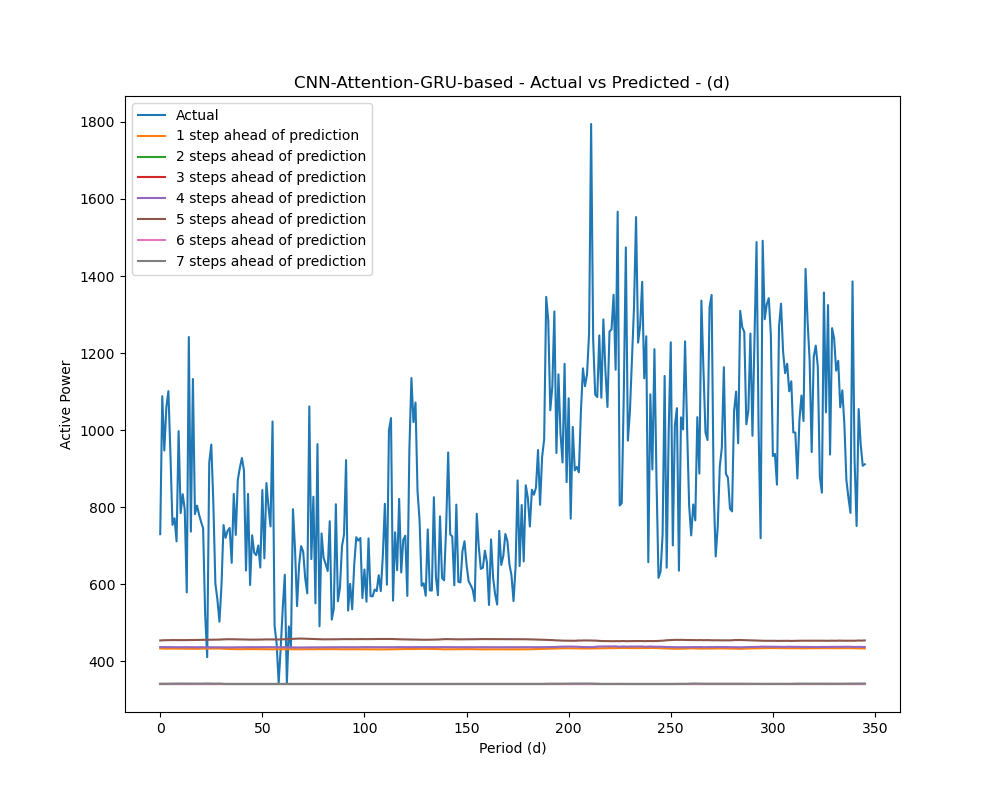 CNN-Attention-GRU-based - Actual vs Predicted - (d)
Actual
1 step ahead of prediction
2 steps ahead of prediction
3 steps ahead of prediction
4 steps ahead of prediction
5 steps ahead of prediction
6 steps ahead of prediction
7 steps ahead of prediction
1800
1600
1400
1200
1000
800
600
400
Active Power
0 50 100 150 200 250 300 350
Period (d)